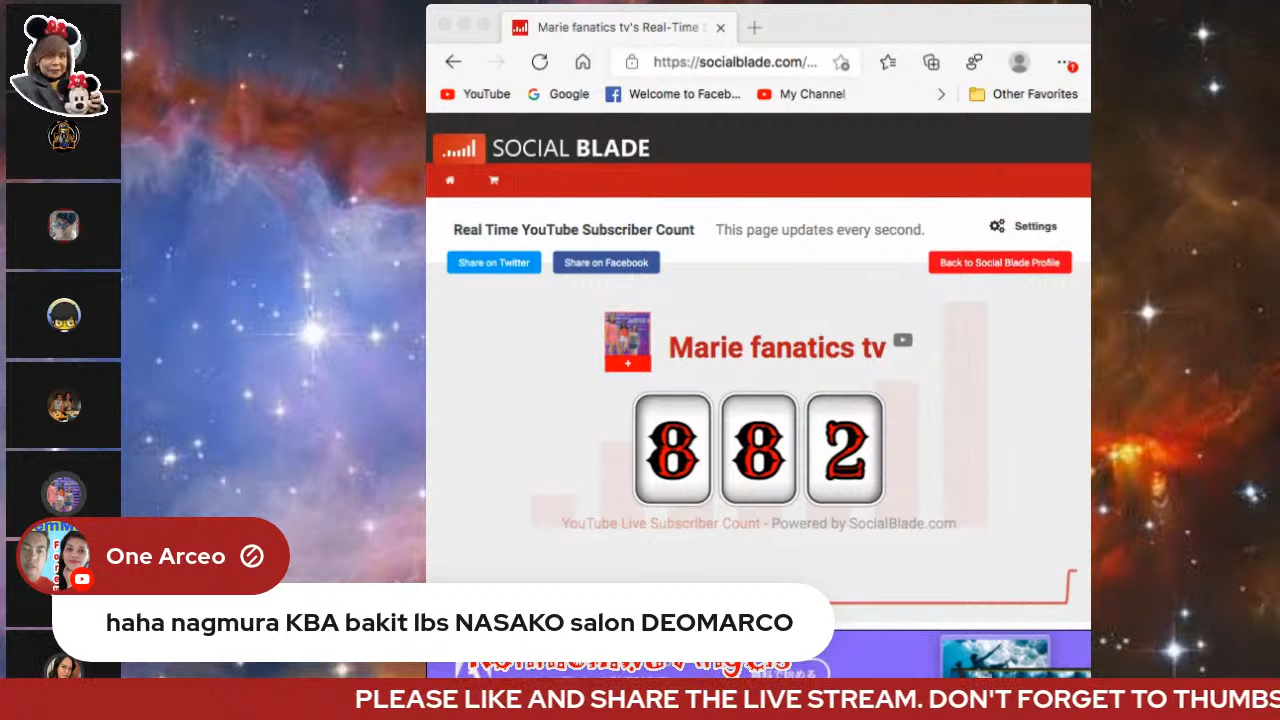 Marie fanatics tv's Real-Time
https://socialblade.com/...
YouTube
Google
Welcome to Faceb...
My Channel
Other Favorites
SOCIAL BLADE
Real Time YouTube Subscriber Count
This page updates every second.
Settings
Share on Twitter
Share on Facebook
Back to Social Blade Profile
Marie fanatics tv
882
YouTube Live Subscriber Count - Powered by SocialBlade.com
One Arceo
haha nagmura KBA bakit lbs NASAKO salon DEOMARCO
PLEASE LIKE AND SHARE THE LIVE STREAM. DON'T FORGET TO THUMBS